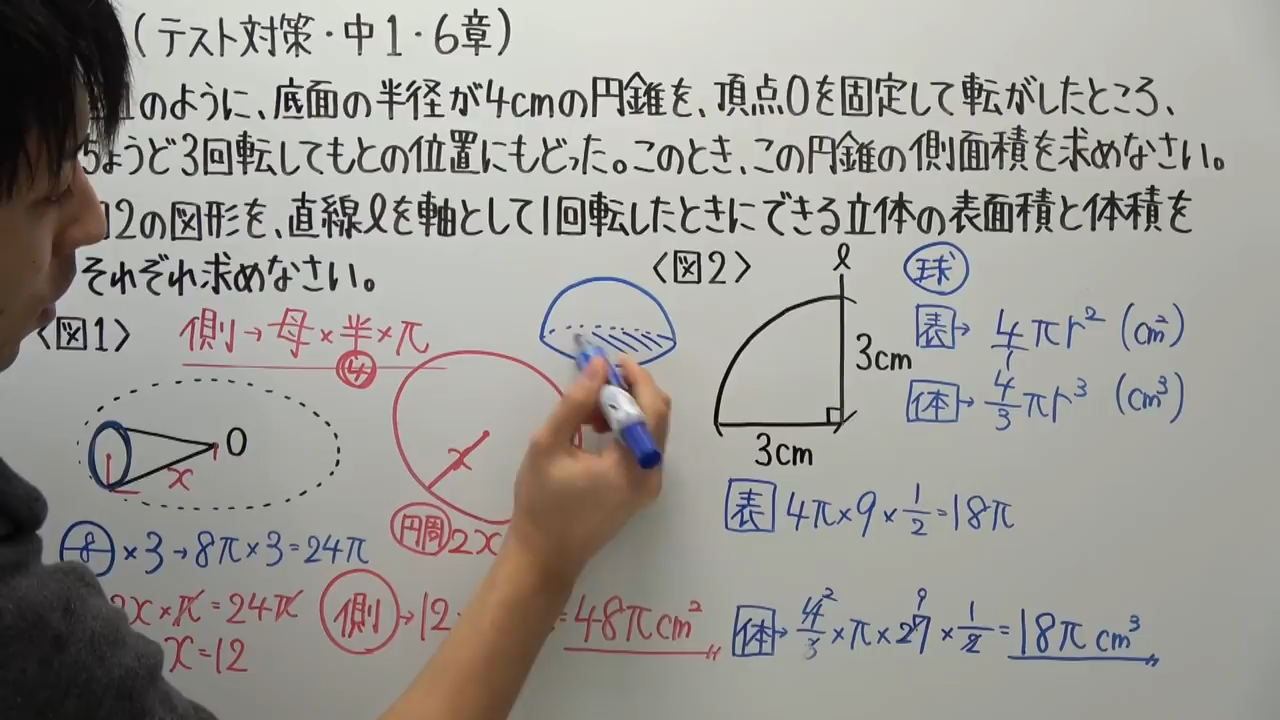 (テスト対策・中1・6章)
のように、底面の半径が4cmの円錐を、頂点Oを固定して転がしたところ、
ちょうど3回転してもとの位置にもどった。このとき、この円錐の側面積を求めなさい。
2の図形を、直線ℓを軸として1回転したときにできる立体の表面積と体積を
それぞれ求めなさい。
〈図1〉
側→母×半×π
④
O
x
x
円周 2x
8 ×3→8π×3=24π
2x×π=24π
x=12
側→12
=48πcm²
〈図2〉
ℓ
3cm
3cm
球
表→ 4πr² (cm²)
体→ 4/3πr³ (cm³)
表 4π×9×1/2=18π
体→ 4/3×π×27×1/2=18πcm³
2
9